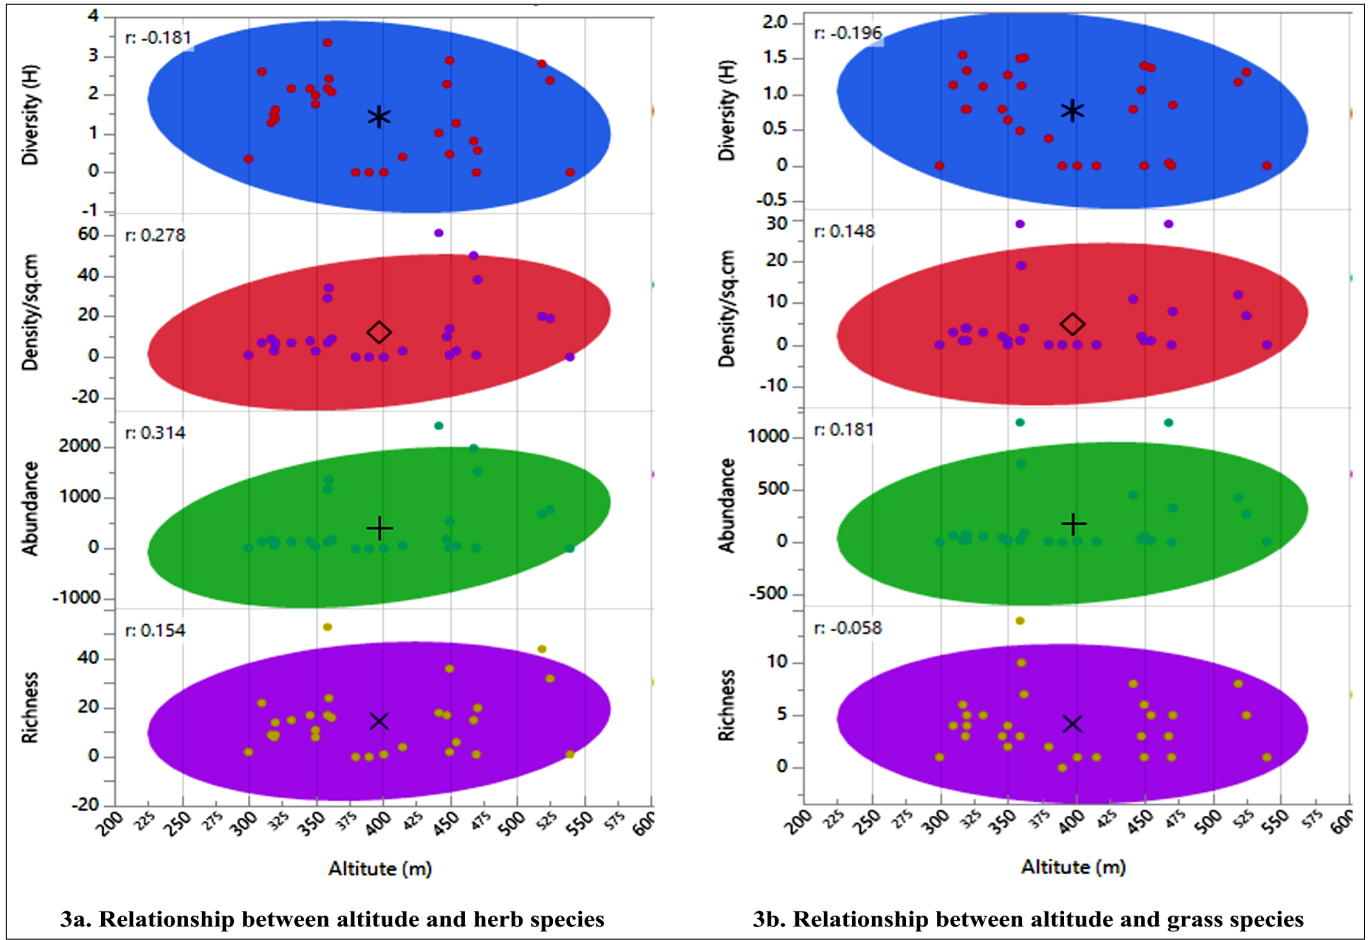 r: -0.181
Diversity (H)
4
3
2
1
0
-1
r: 0.278
Density/sq.cm
60
40
20
0
-20
r: 0.314
Abundance
2000
1000
0
-1000
r: 0.154
Richness
40
20
0
-20
200 225 250 275 300 325 350 375 400 425 450 475 500 525 550 575 600
Altitute (m)
3a. Relationship between altitude and herb species
r: -0.196
Diversity (H)
2.0
1.5
1.0
0.5
0
-0.5
r: 0.148
Density/sq.cm
30
20
10
0
-10
r: 0.181
Abundance
1000
500
0
-500
r: -0.058
Richness
10
5
0
200 225 250 275 300 325 350 375 400 425 450 475 500 525 550 575 600
Altitute (m)
3b. Relationship between altitude and grass species